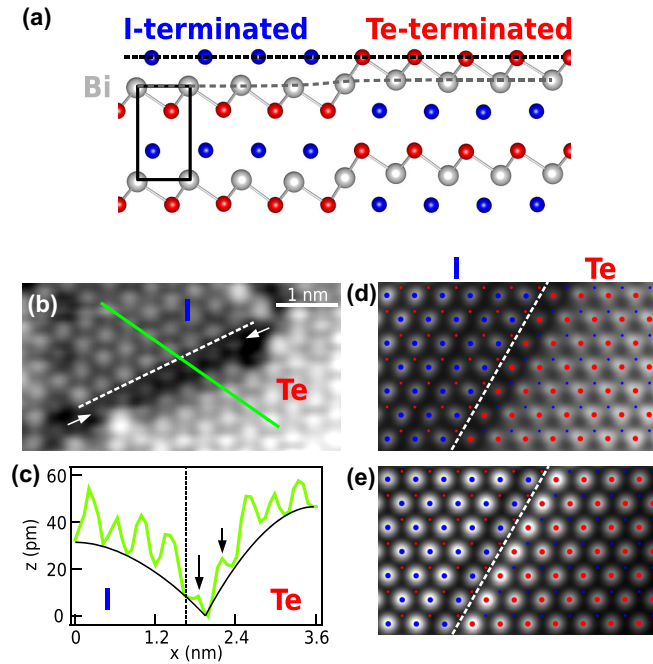 (a)
I-terminated Te-terminated
Bi
(b)
I
1 nm
Te
(c)
60
40
20
0
z (pm)
I
Te
0 1.2 2.4 3.6
x (nm)
I Te
(d)
(e)